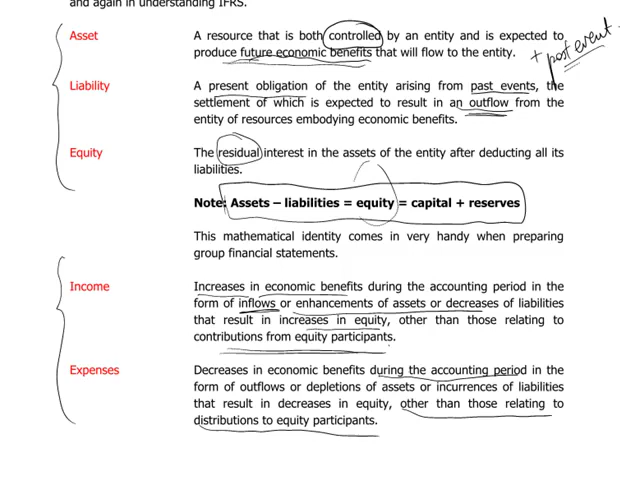 and again in understanding IFRS.
Asset A resource that is both controlled by an entity and is expected to
produce future economic benefits that will flow to the entity.
+ past event
Liability A present obligation of the entity arising from past events, the
settlement of which is expected to result in an outflow from the
entity of resources embodying economic benefits.
Equity The residual interest in the assets of the entity after deducting all its
liabilities.
Note: Assets – liabilities = equity = capital + reserves
This mathematical identity comes in very handy when preparing
group financial statements.
Income Increases in economic benefits during the accounting period in the
form of inflows or enhancements of assets or decreases of liabilities
that result in increases in equity, other than those relating to
contributions from equity participants.
Expenses Decreases in economic benefits during the accounting period in the
form of outflows or depletions of assets or incurrences of liabilities
that result in decreases in equity, other than those relating to
distributions to equity participants.